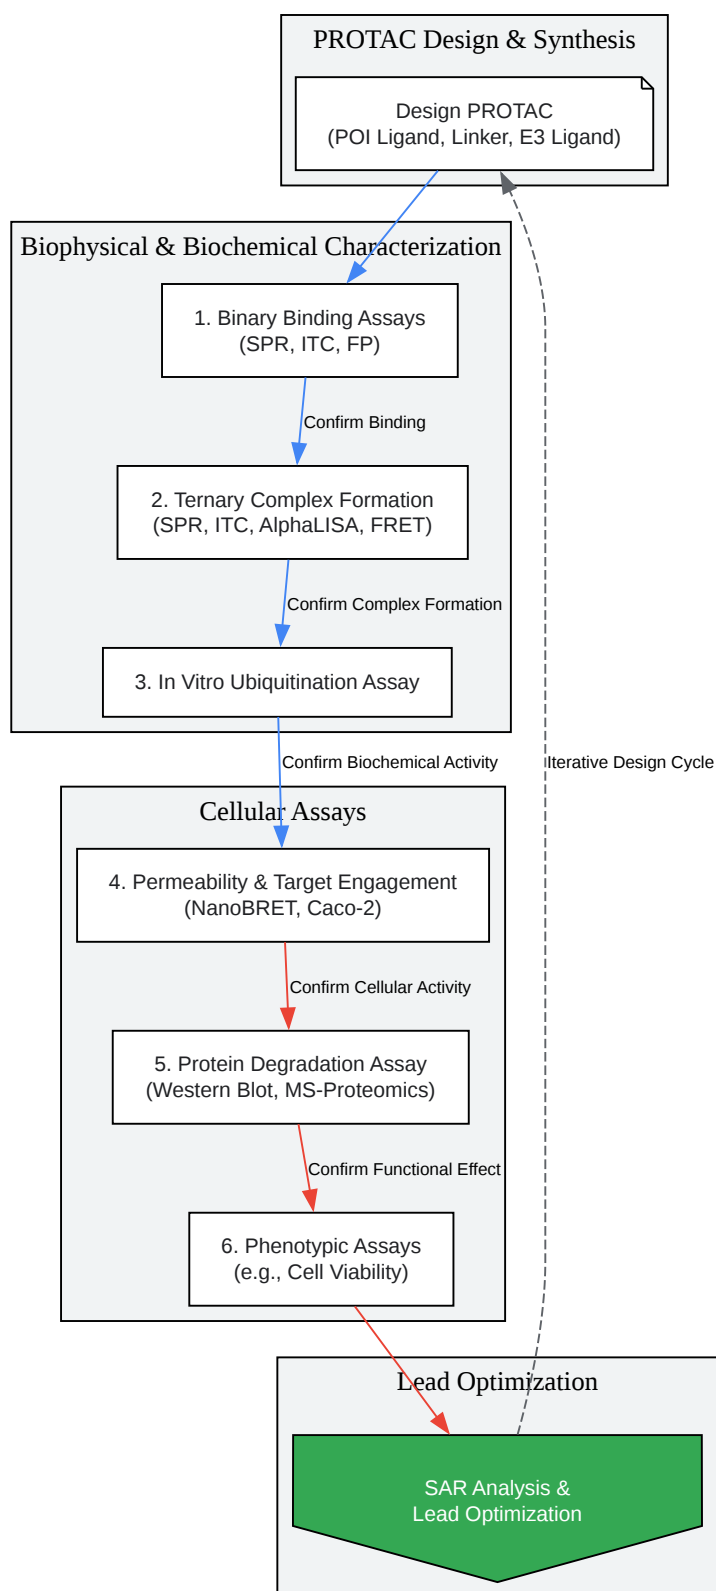 PROTAC Design & Synthesis
Design PROTAC
(POI Ligand, Linker, E3 Ligand)
Biophysical & Biochemical Characterization
1. Binary Binding Assays
(SPR, ITC, FP)
Confirm Binding
2. Ternary Complex Formation
(SPR, ITC, AlphaLISA, FRET)
Confirm Complex Formation
3. In Vitro Ubiquitination Assay
Confirm Biochemical Activity
Iterative Design Cycle
Cellular Assays
4. Permeability & Target Engagement
(NanoBRET, Caco-2)
Confirm Cellular Activity
5. Protein Degradation Assay
(Western Blot, MS-Proteomics)
Confirm Functional Effect
6. Phenotypic Assays
(e.g., Cell Viability)
Lead Optimization
SAR Analysis &
Lead Optimization